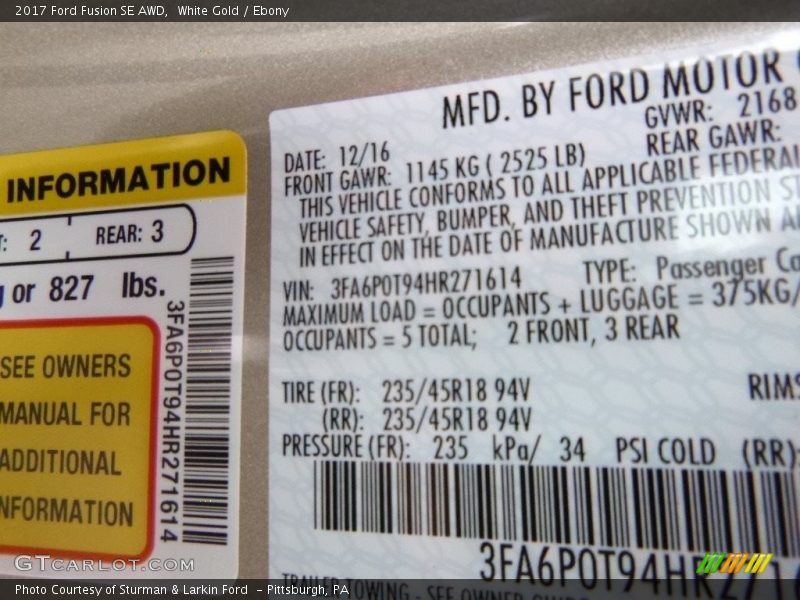 2017 Ford Fusion SE AWD,  White Gold / Ebony
INFORMATION
2 REAR: 3
or 827 lbs.
SEE OWNERS
MANUAL FOR
ADDITIONAL
INFORMATION
3FA6P0T94HR271614
MFD. BY FORD MOTOR
DATE: 12/16 GVWR: 2168
FRONT GAWR: 1145 KG ( 2525 LB) REAR GAWR:
THIS VEHICLE CONFORMS TO ALL APPLICABLE FEDERAL
VEHICLE SAFETY, BUMPER, AND THEFT PREVENTION
IN EFFECT ON THE DATE OF MANUFACTURE SHOWN
VIN: 3FA6P0T94HR271614 TYPE: Passenger
MAXIMUM LOAD = OCCUPANTS + LUGGAGE = 375KG/
OCCUPANTS = 5 TOTAL; 2 FRONT, 3 REAR
TIRE (FR): 235/45R18 94V RIMS
(RR): 235/45R18 94V
PRESSURE (FR): 235 kPa/ 34 PSI COLD (RR):
3FA6P0T94HR271
TRAILER TOWING - SEE OWNER
GTCARLOT.COM
Photo Courtesy of Sturman & Larkin Ford  - Pittsburgh, PA